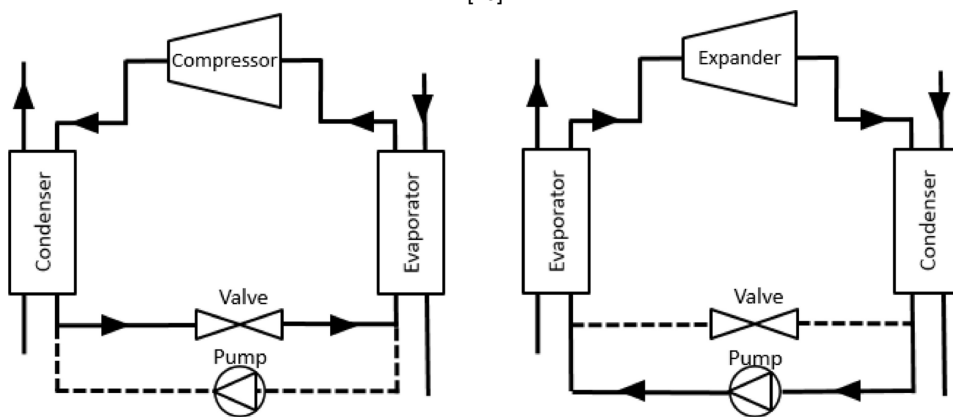 Compressor
Condenser
Evaporator
Valve
Pump
Expander
Evaporator
Condenser
Valve
Pump